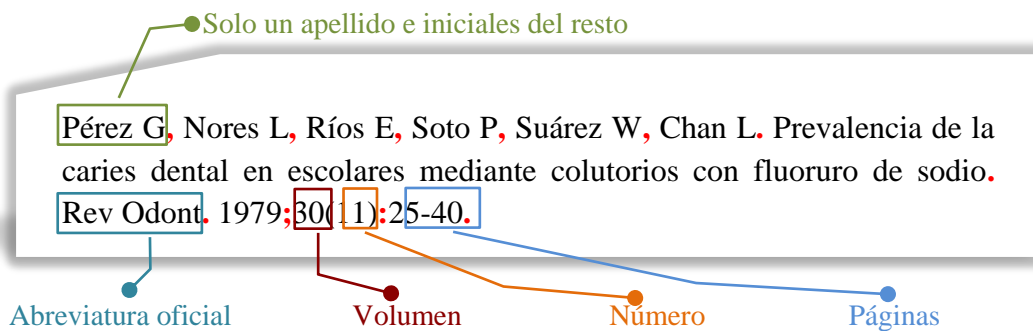 Solo un apellido e iniciales del resto
Pérez G, Nores L, Ríos E, Soto P, Suárez W, Chan L. Prevalencia de la
caries dental en escolares mediante colutorios con fluoruro de sodio.
Rev Odont. 1979;30(11):25-40.
Abreviatura oficial Volumen Número Páginas